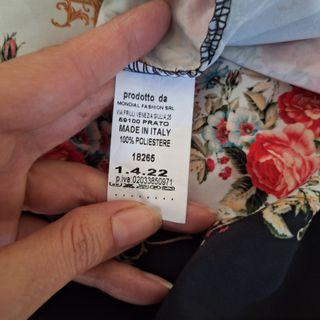 prodotto da
MONDIAL FASHION SRL
VIA FRIULI VENEZIA GIULIA 25
59100 PRATO
MADE IN ITALY
100% POLIESTERE
18265
1.4.22
p.iva:02033850971